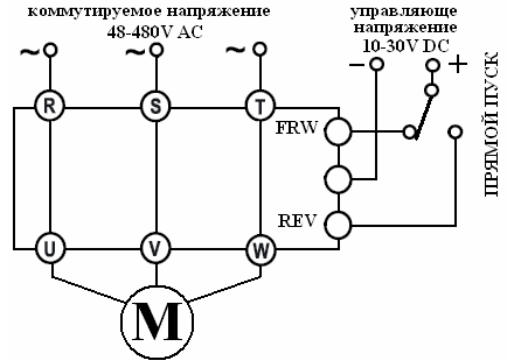 коммутируемое напряжение
48-480V AC
управляюще
напряжение
10-30V DC
~ ~ ~
− +
R S T
FRW
REV
U V W
M
ПРЯМОЙ ПУСК